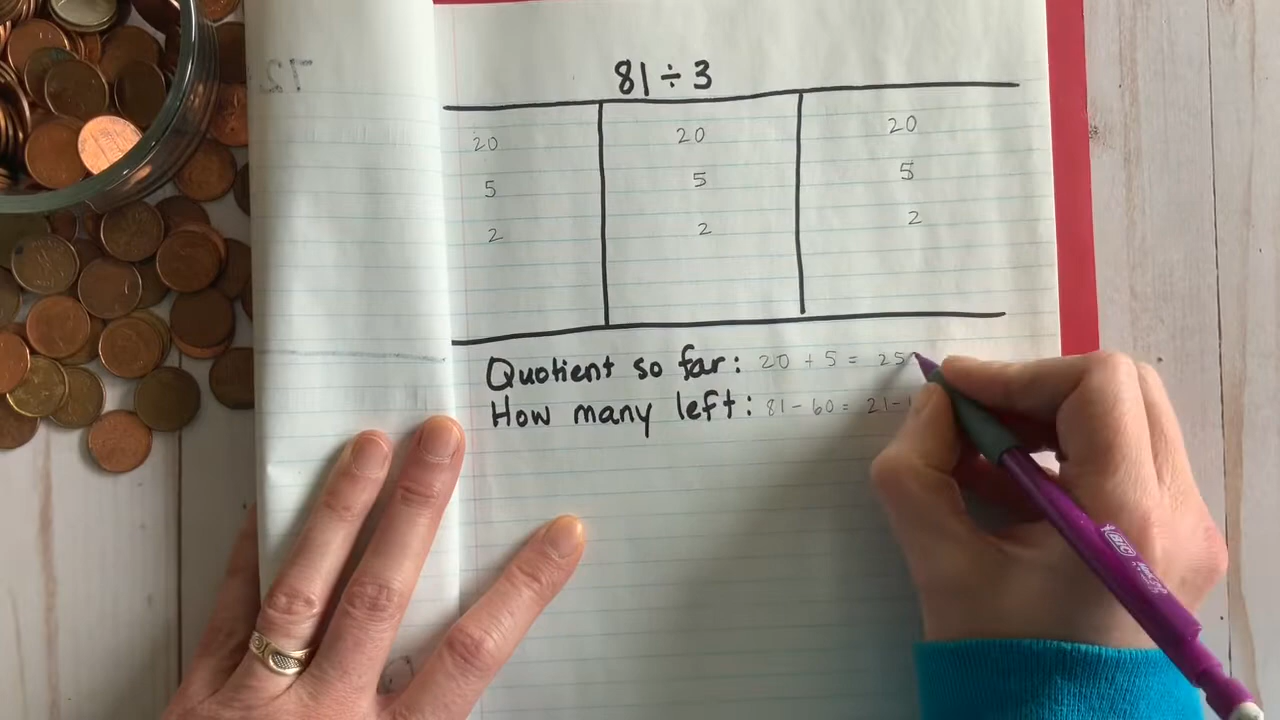 81 ÷ 3
20 20 20
5 5 5
2 2 2
Quotient so far: 20 + 5 = 25
How many left: 81 - 60 = 21 -
BIC